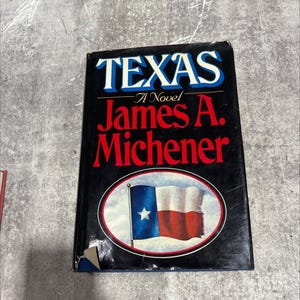 TEXAS
A Novel
James A.
Michener